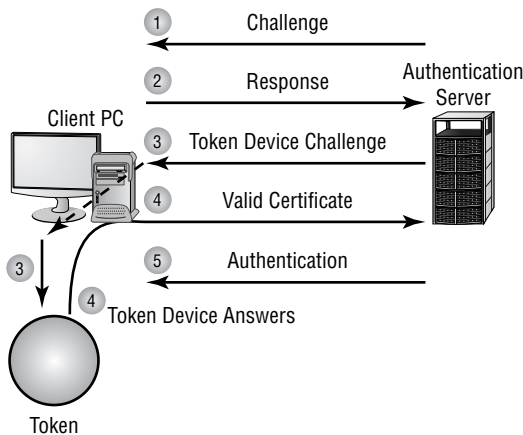 1 Challenge
2 Response
Authentication
Server
Client PC
3 Token Device Challenge
4 Valid Certificate
5 Authentication
3
4 Token Device Answers
Token